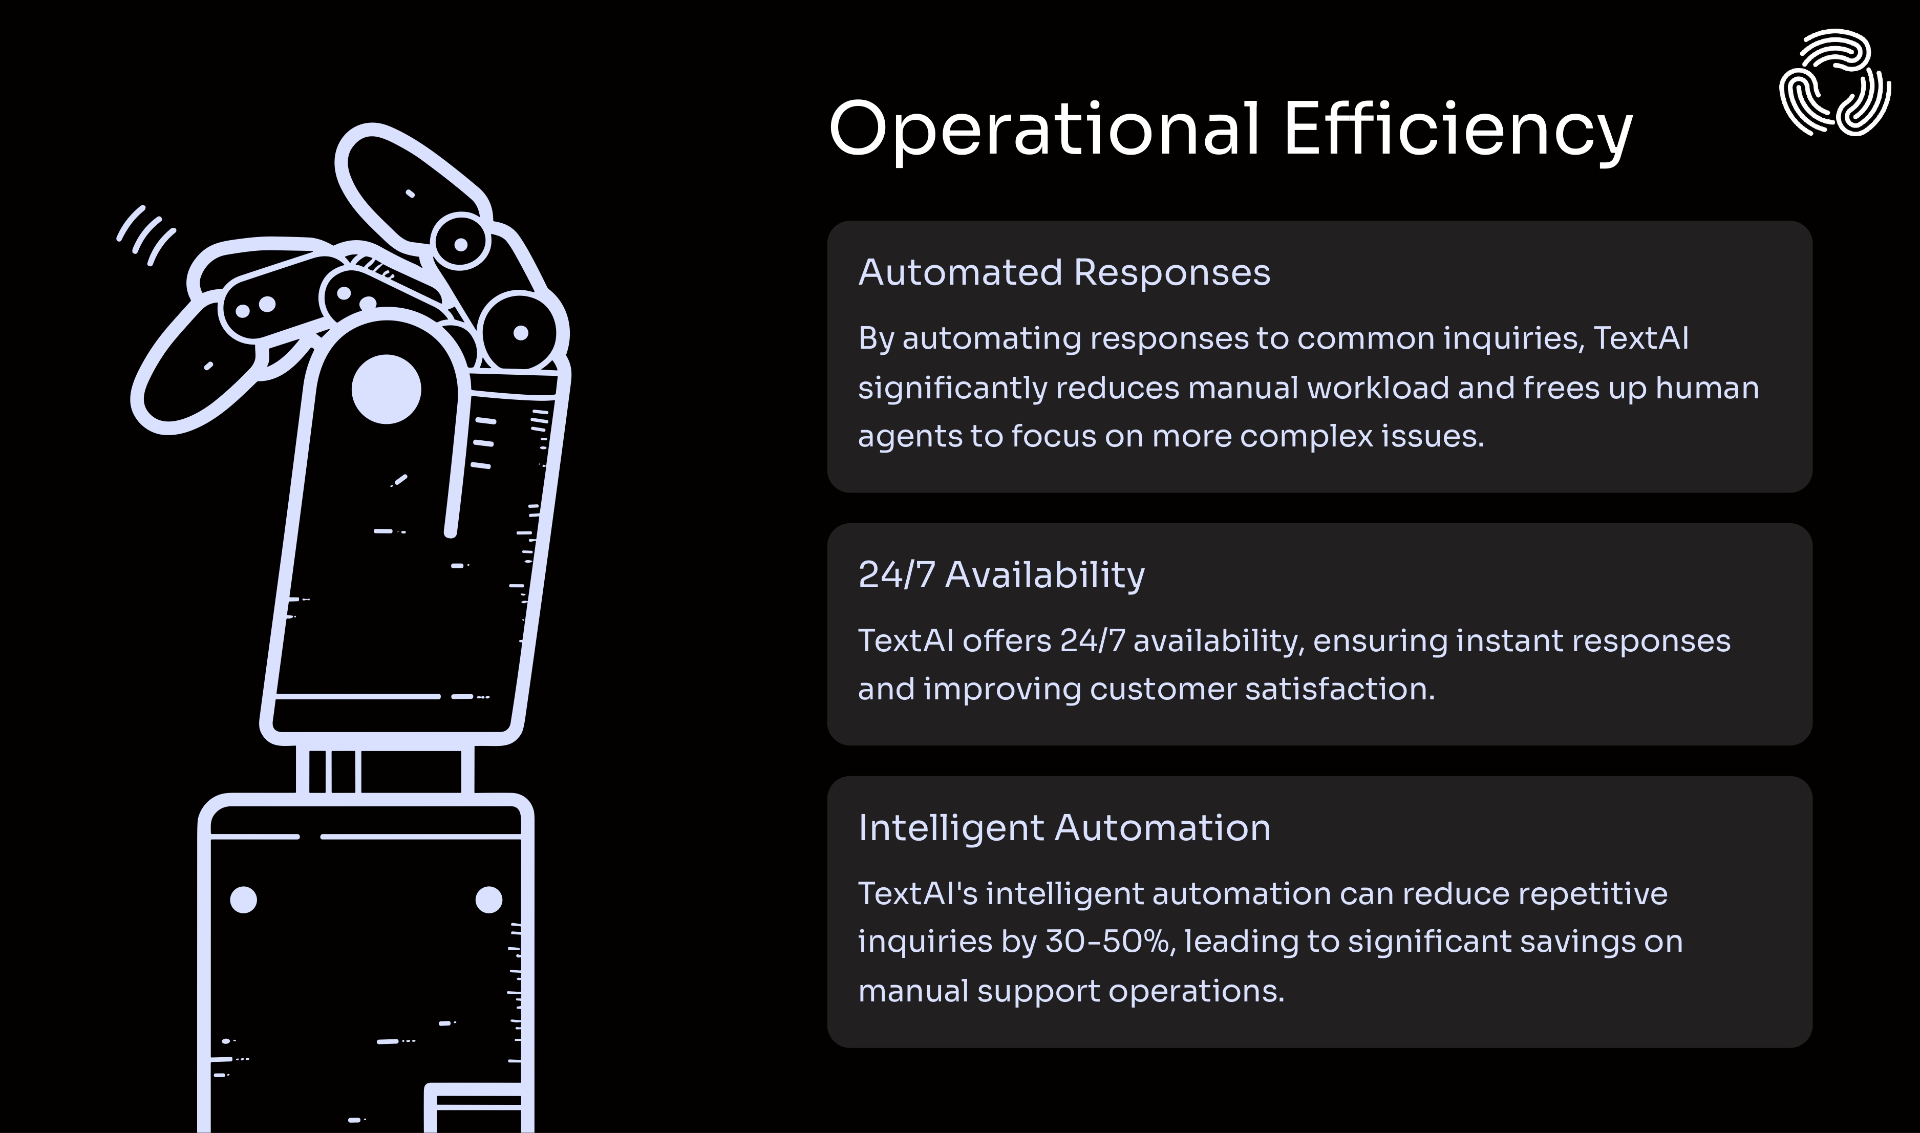 Operational Efficiency
Automated Responses
By automating responses to common inquiries, TextAI
significantly reduces manual workload and frees up human
agents to focus on more complex issues.
24/7 Availability
TextAI offers 24/7 availability, ensuring instant responses
and improving customer satisfaction.
Intelligent Automation
TextAI's intelligent automation can reduce repetitive
inquiries by 30-50%, leading to significant savings on
manual support operations.